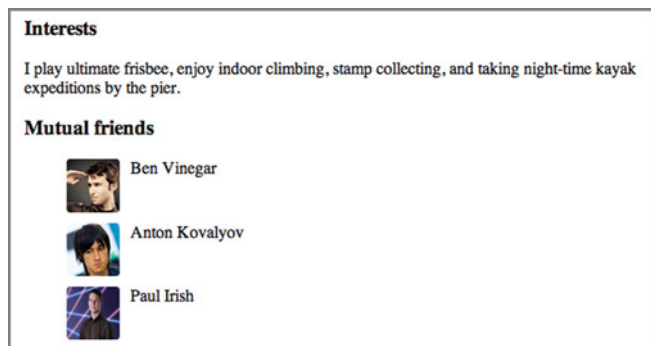 Interests
I play ultimate frisbee, enjoy indoor climbing, stamp collecting, and taking night-time kayak
expeditions by the pier.
Mutual friends
Ben Vinegar
Anton Kovalyov
Paul Irish